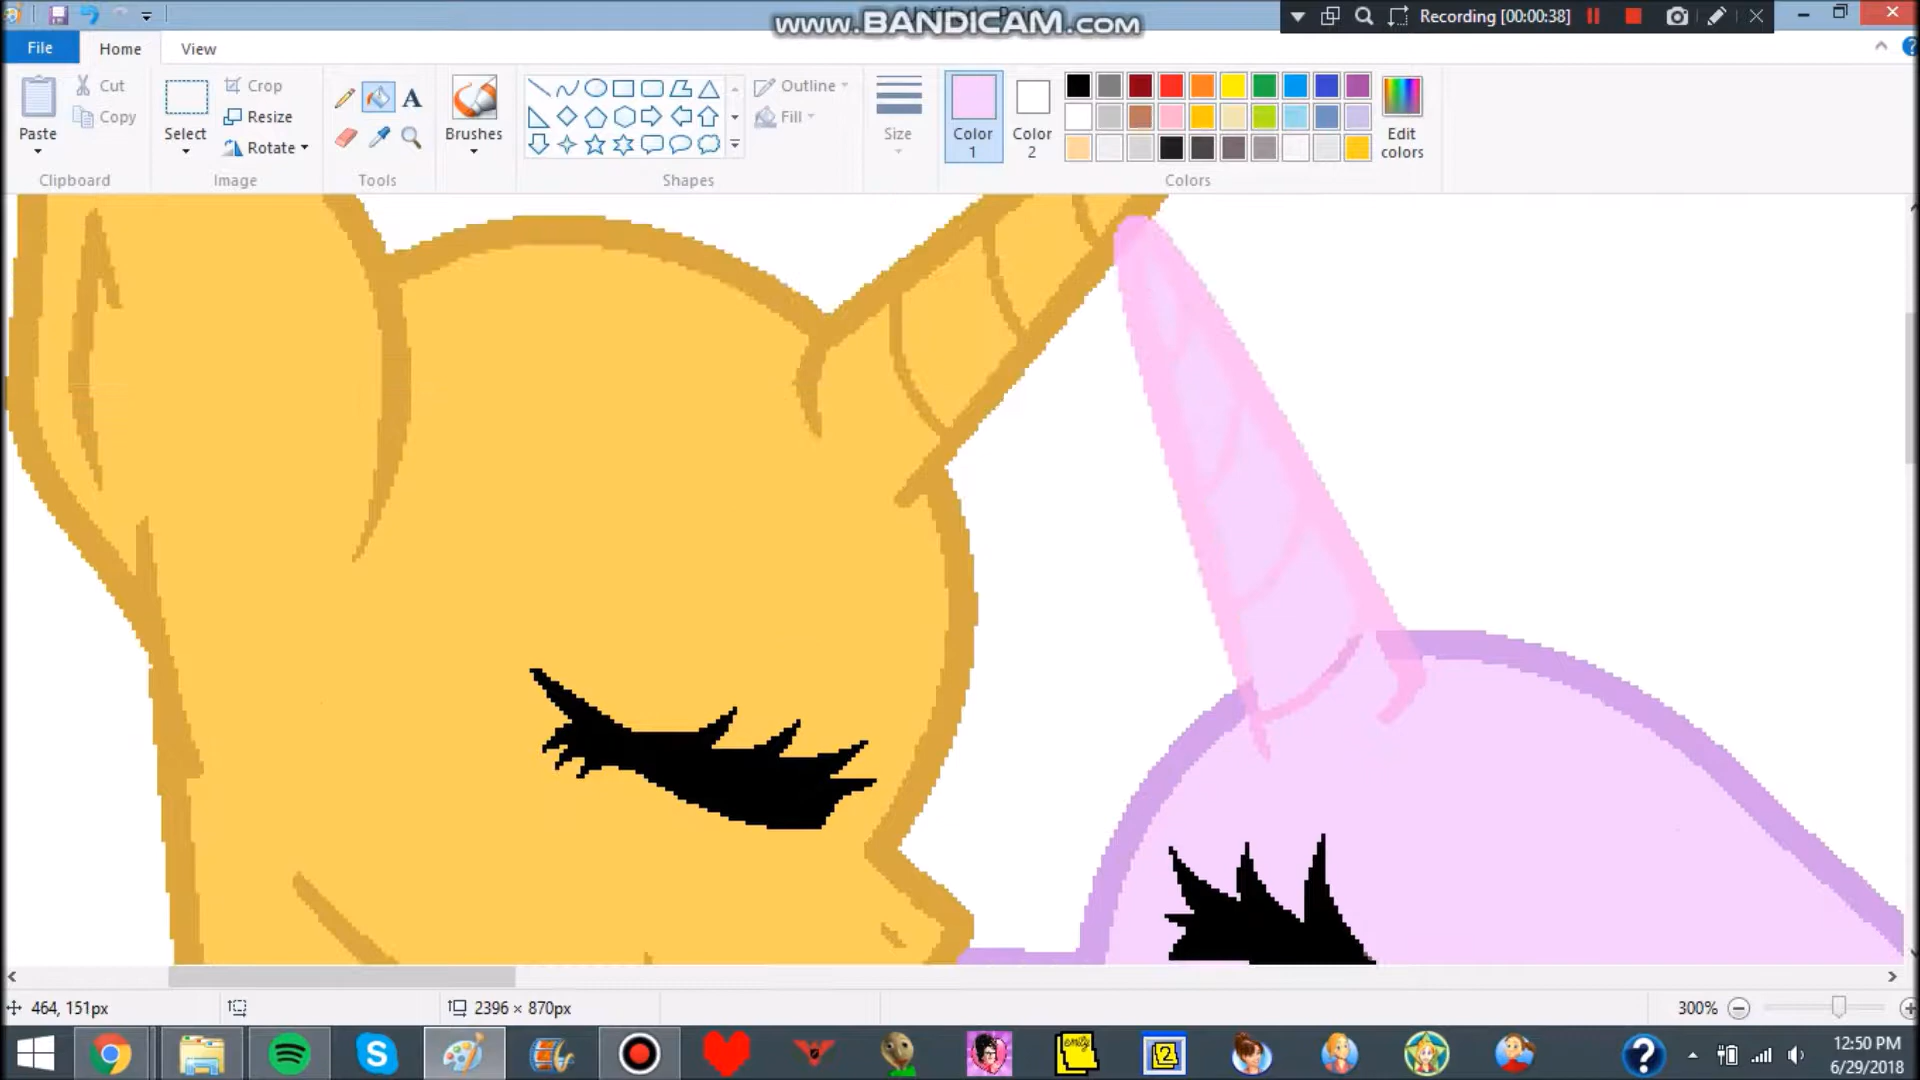 www.BANDICAM.com
Recording [00:00:38]
File Home View
Paste Cut Copy Clipboard
Select Crop Resize Rotate Image
A
Tools
Brushes
Shapes
Outline
Fill
Size
Color 1
Color 2
Edit colors
Colors
464, 151px
2396 × 870px
300%
emily
2
12:50 PM
6/29/2018